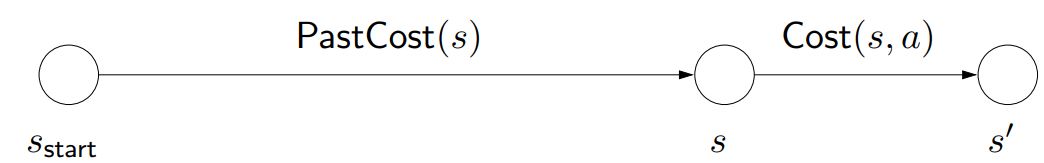 PastCost(s) Cost(s, a)
s_start s s′